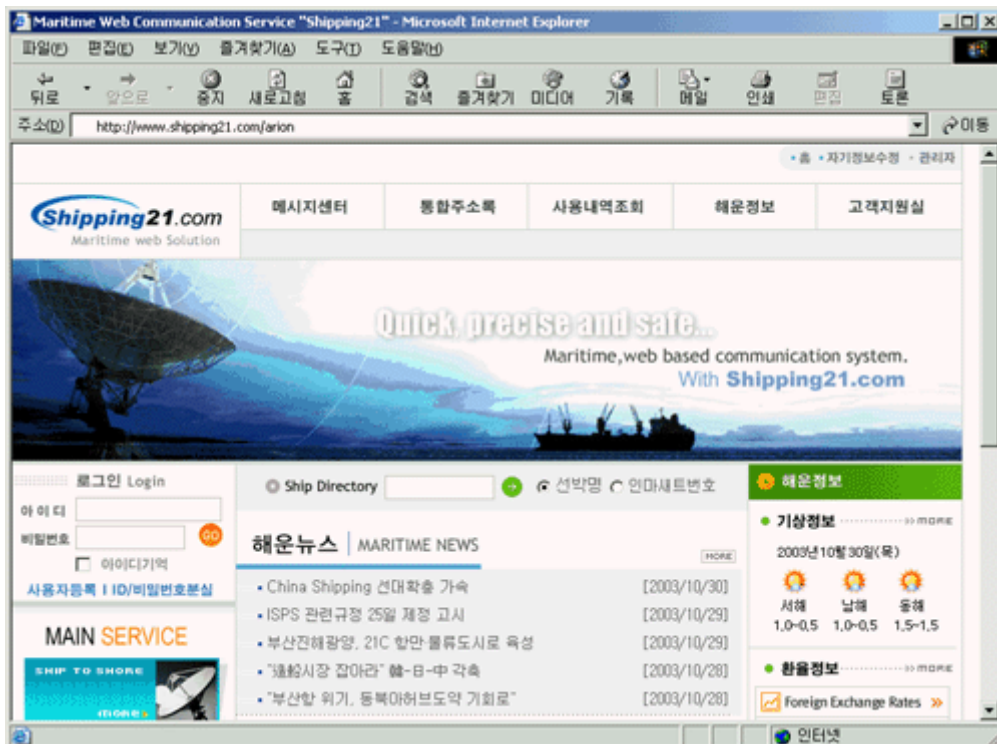 Maritime Web Communication Service "Shipping21" - Microsoft Internet Explorer
파일(F) 편집(E) 보기(V) 즐겨찾기(A) 도구(T) 도움말(H)
뒤로 앞으로 중지 새로고침 홈 검색 즐겨찾기 미디어 기록 메일 인쇄 편집 토론
주소(D) http://www.shipping21.com/arion 이동
홈 자기정보수정 관리자
Shipping21.com
Maritime web Solution
메시지센터 통합주소록 사용내역조회 해운정보 고객지원실
Quick, precise and safe...
Maritime,web based communication system.
With Shipping21.com
로그인 Login
아이디
비밀번호 GO
아이디기억
사용자등록 I ID/비밀번호분실
MAIN SERVICE
SHIP TO SHORE
more
Ship Directory 선박명 인마새트번호
해운뉴스 MARITIME NEWS
MORE
China Shipping 선대확충 가속 [2003/10/30]
ISPS 관련규정 25일 제정 고시 [2003/10/29]
부산진해광양, 21C 항만·물류도시로 육성 [2003/10/29]
"造船시장 잡아라" 韓-日-中 각축 [2003/10/28]
"부산항 위기, 동북아허브도약 기회로" [2003/10/28]
해운정보
기상정보 more
2003년 10월 30일(목)
서해 남해 동해
1.0~0.5 1.0~0.5 1.5~1.5
환율정보 more
Foreign Exchange Rates
인터넷